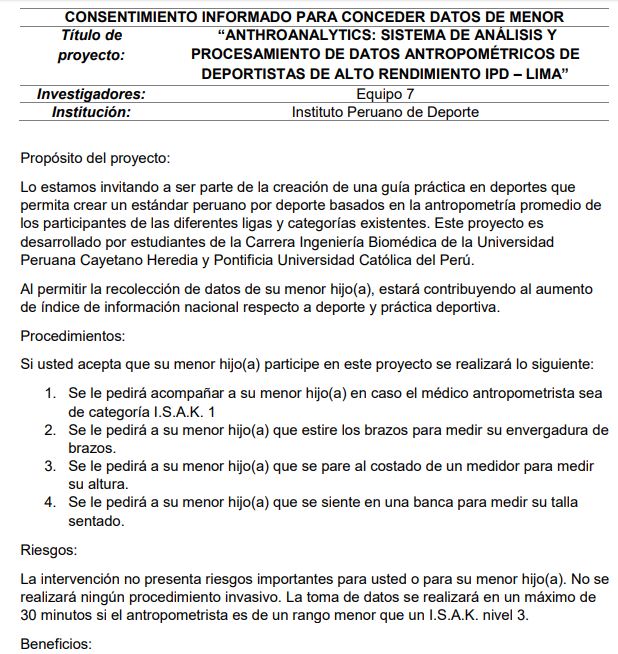 CONSENTIMIENTO INFORMADO PARA CONCEDER DATOS DE MENOR
Título de proyecto: "ANTHROANALYTICS: SISTEMA DE ANÁLISIS Y
PROCESAMIENTO DE DATOS ANTROPOMÉTRICOS DE
DEPORTISTAS DE ALTO RENDIMIENTO IPD – LIMA"
Investigadores: Equipo 7
Institución: Instituto Peruano de Deporte
Propósito del proyecto:
Lo estamos invitando a ser parte de la creación de una guía práctica en deportes que
permita crear un estándar peruano por deporte basados en la antropometría promedio de
los participantes de las diferentes ligas y categorías existentes. Este proyecto es
desarrollado por estudiantes de la Carrera Ingeniería Biomédica de la Universidad
Peruana Cayetano Heredia y Pontificia Universidad Católica del Perú.
Al permitir la recolección de datos de su menor hijo(a), estará contribuyendo al aumento
de índice de información nacional respecto a deporte y práctica deportiva.
Procedimientos:
Si usted acepta que su menor hijo(a) participe en este proyecto se realizará lo siguiente:
1. Se le pedirá acompañar a su menor hijo(a) en caso el médico antropometrista sea
de categoría I.S.A.K. 1
2. Se le pedirá a su menor hijo(a) que estire los brazos para medir su envergadura de
brazos.
3. Se le pedirá a su menor hijo(a) que se pare al costado de un medidor para medir
su altura.
4. Se le pedirá a su menor hijo(a) que se siente en una banca para medir su talla
sentado.
Riesgos:
La intervención no presenta riesgos importantes para usted o para su menor hijo(a). No se
realizará ningún procedimiento invasivo. La toma de datos se realizará en un máximo de
30 minutos si el antropometrista es de un rango menor que un I.S.A.K. nivel 3.
Beneficios: